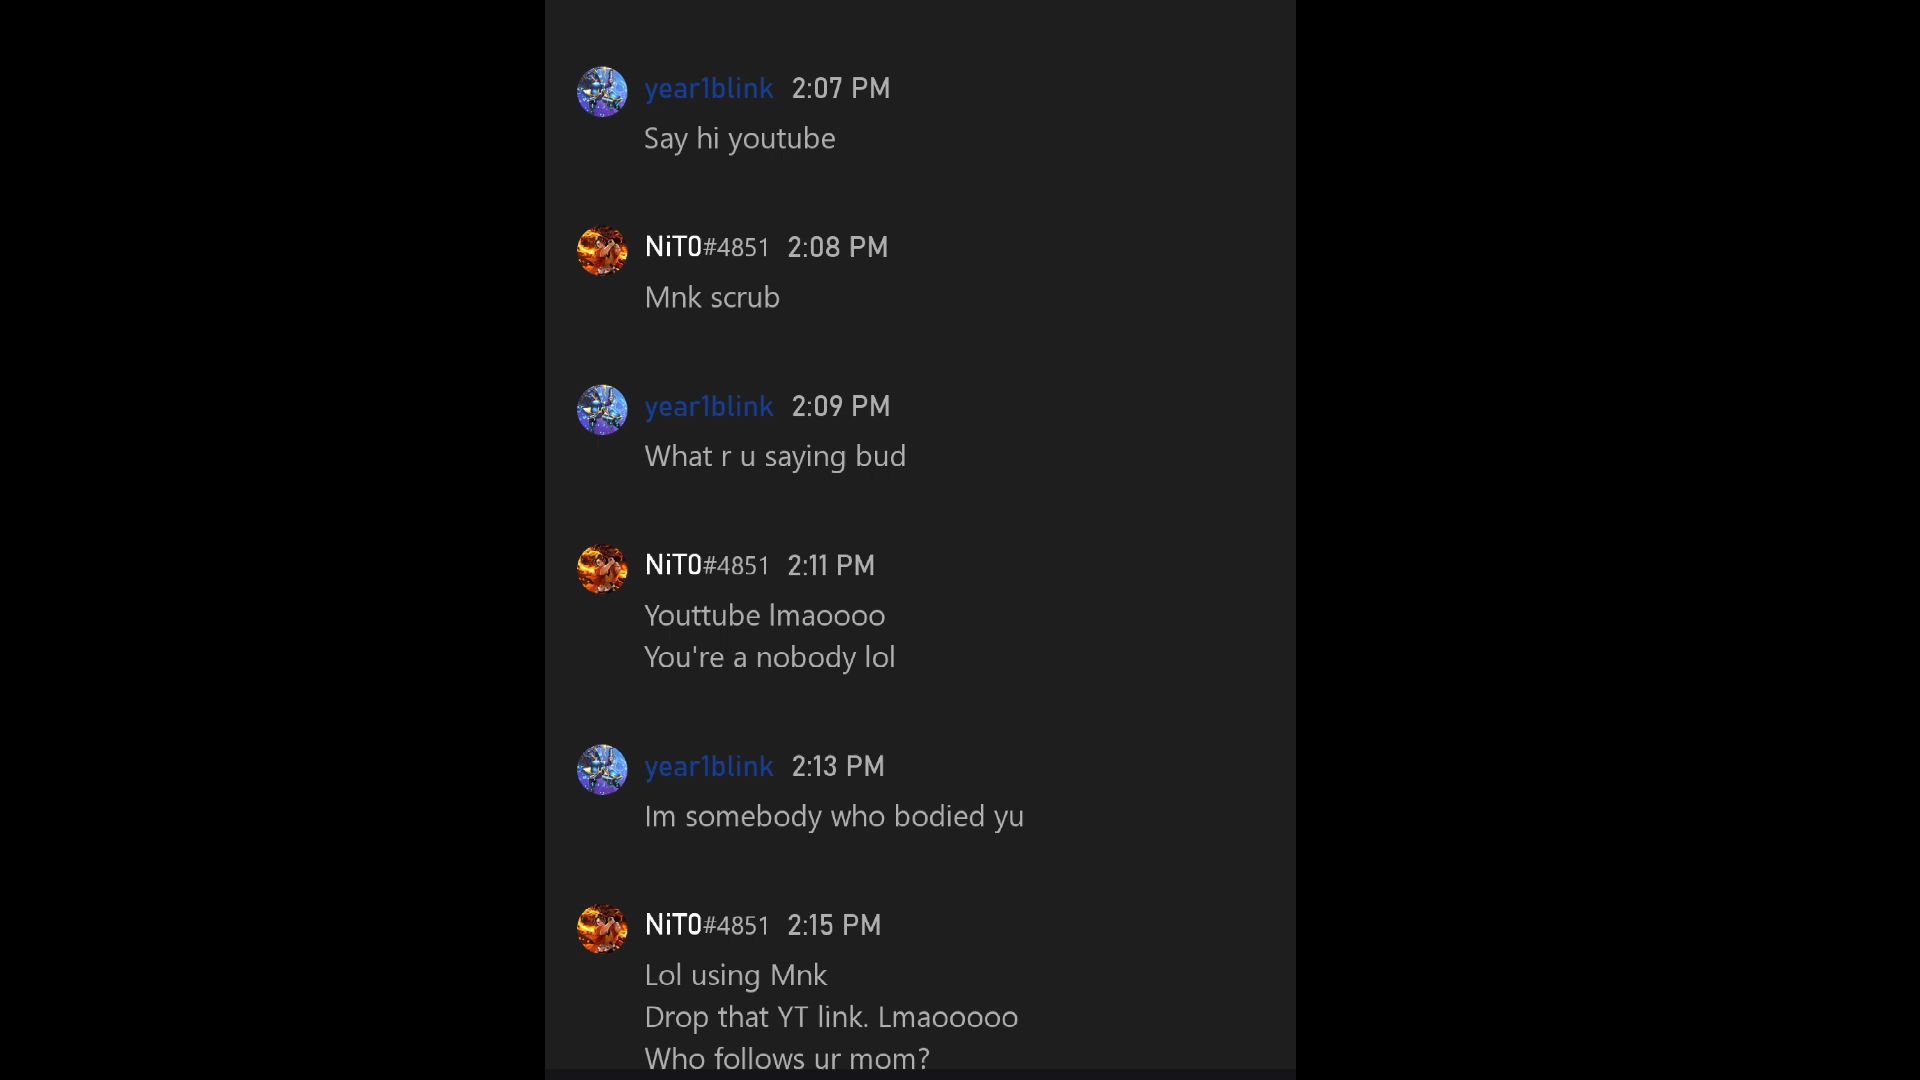 year1blink 2:07 PM
Say hi youtube
NiT0#4851 2:08 PM
Mnk scrub
year1blink 2:09 PM
What r u saying bud
NiT0#4851 2:11 PM
Youttube lmaoooo
You're a nobody lol
year1blink 2:13 PM
Im somebody who bodied yu
NiT0#4851 2:15 PM
Lol using Mnk
Drop that YT link. Lmaooooo
Who follows ur mom?